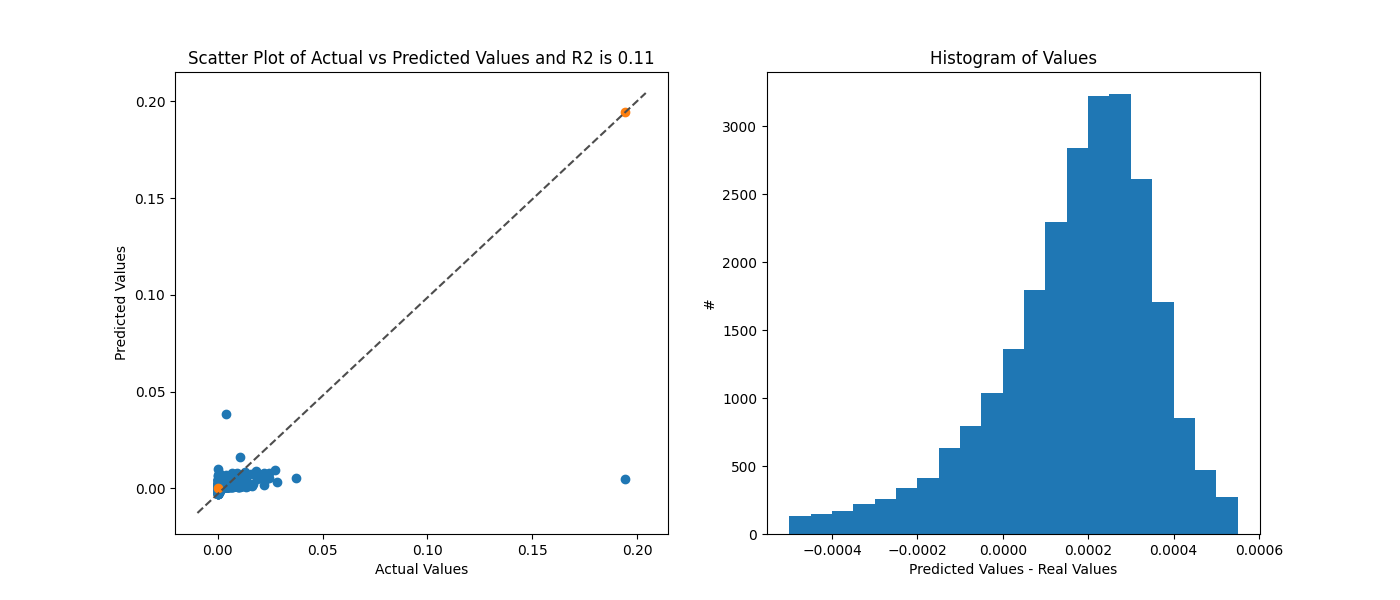 Scatter Plot of Actual vs Predicted Values and R2 is 0.11
Predicted Values
0.20
0.15
0.10
0.05
0.00
0.00 0.05 0.10 0.15 0.20
Actual Values
Histogram of Values
#
3000
2500
2000
1500
1000
500
0
−0.0004 −0.0002 0.0000 0.0002 0.0004 0.0006
Predicted Values - Real Values